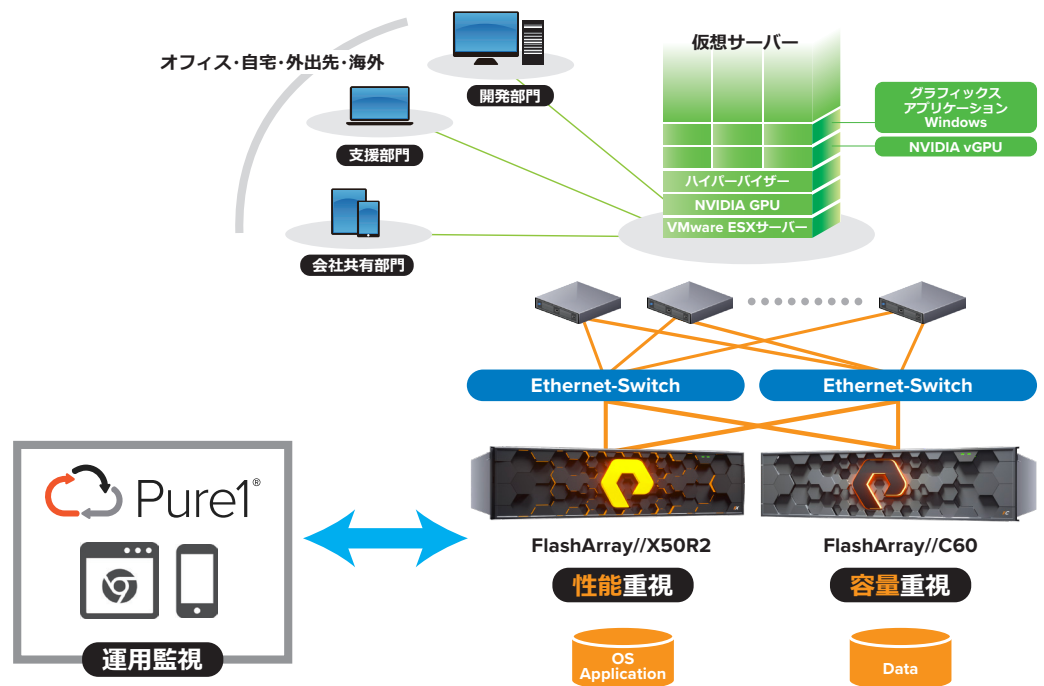 オフィス・自宅・外出先・海外
開発部門
支援部門
会社共有部門
仮想サーバー
グラフィックス
アプリケーション
Windows
NVIDIA vGPU
ハイパーバイザー
NVIDIA GPU
VMware ESXサーバー
Ethernet-Switch
Ethernet-Switch
Pure1®
運用監視
FlashArray//X50R2
性能重視
OS
Application
FlashArray//C60
容量重視
Data